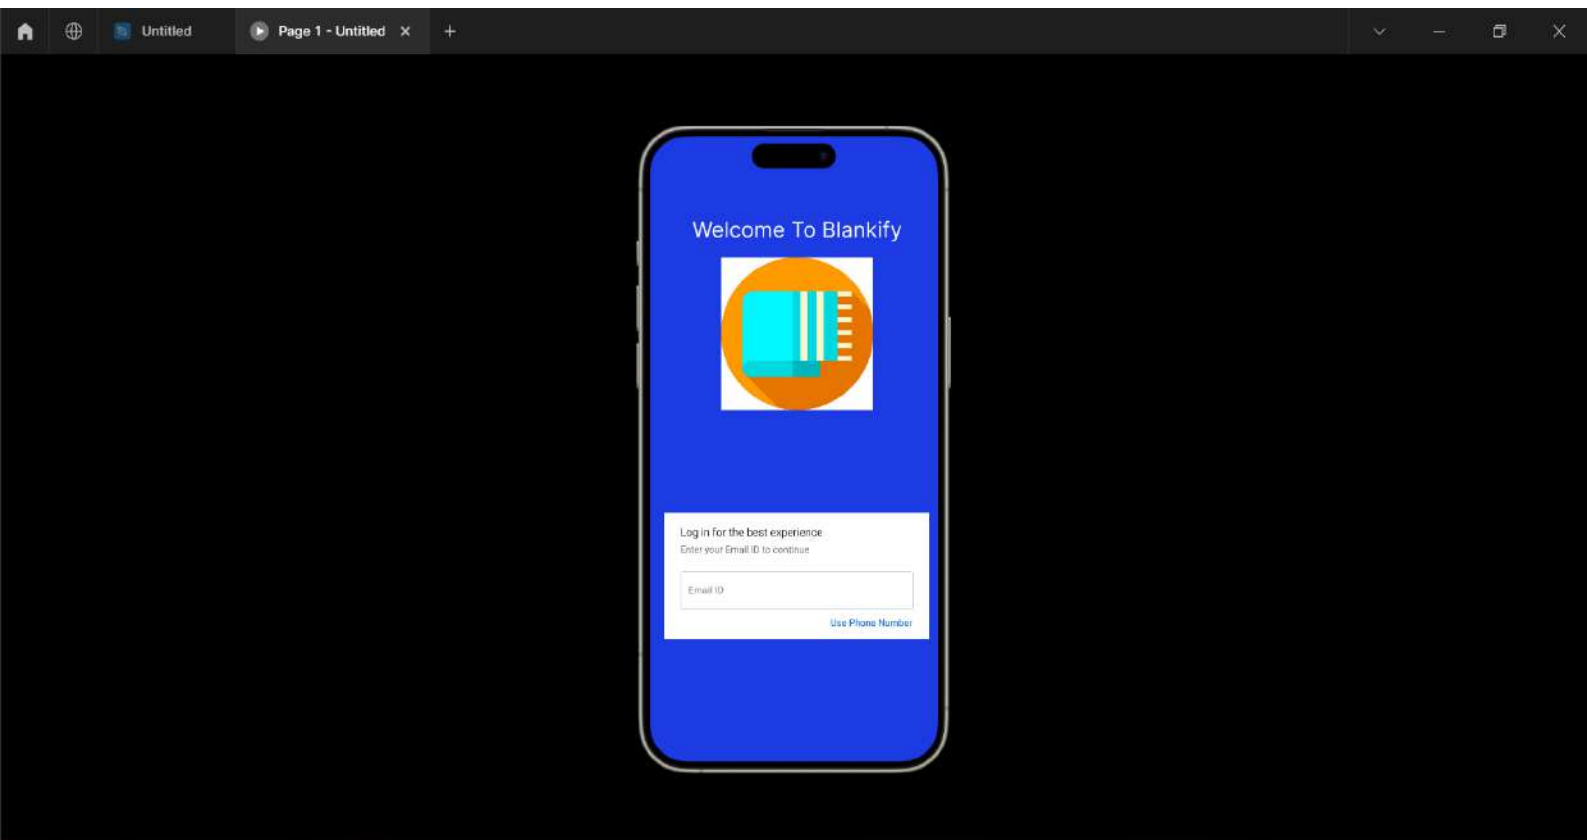 Untitled
Page 1 - Untitled
Welcome To Blankify
Log in for the best experience
Enter your Email ID to continue
Email ID
Use Phone Number